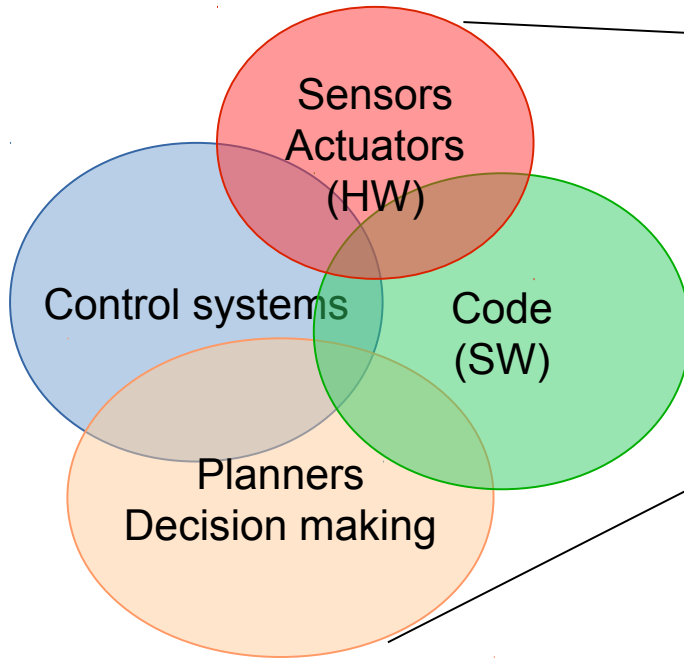 Sensors
Actuators
(HW)
Control systems
Code
(SW)
Planners
Decision making